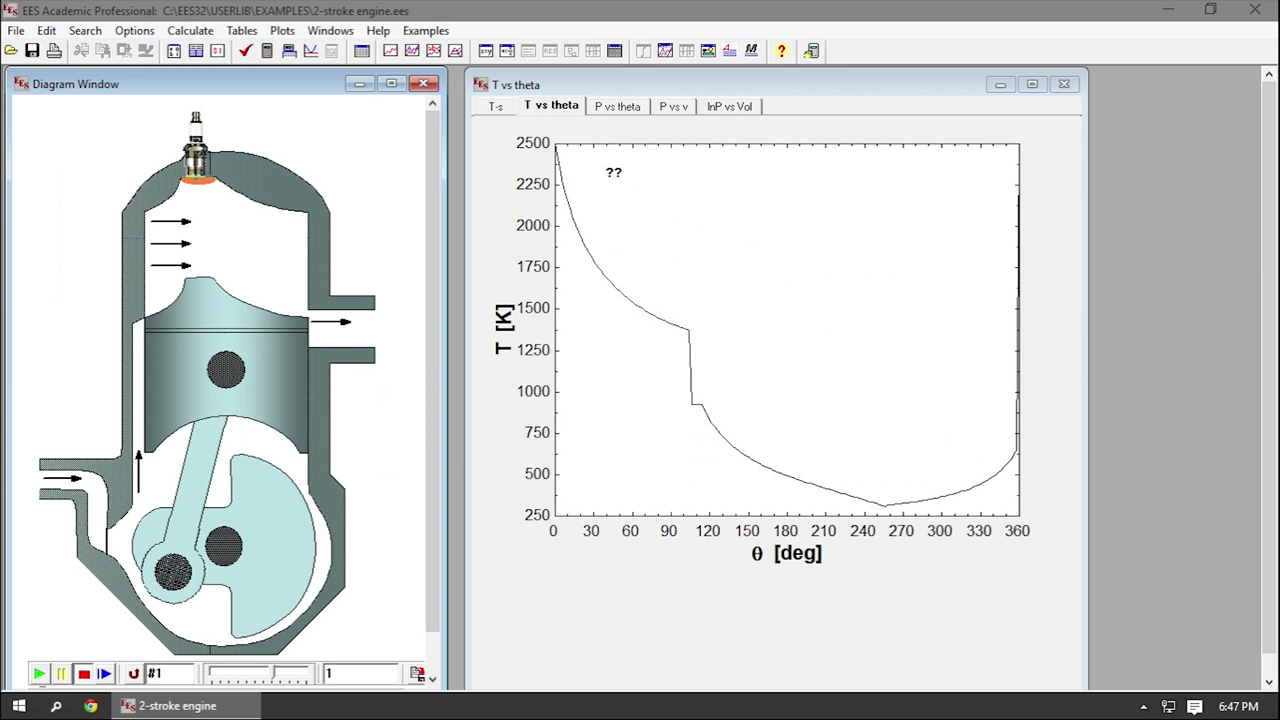 EES Academic Professional: C:\EES32\USERLIB\EXAMPLES\2-stroke engine.ees
File Edit Search Options Calculate Tables Plots Windows Help Examples
Diagram Window
T vs theta
T-s T vs theta P vs theta P vs v lnP vs Vol
??
2500
2250
2000
1750
1500
1250
1000
750
500
250
T [K]
0 30 60 90 120 150 180 210 240 270 300 330 360
θ [deg]
#1
1
2-stroke engine
6:47 PM